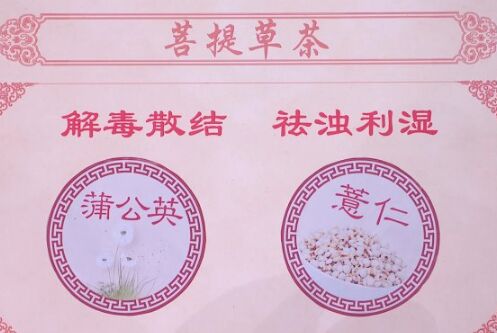 菩提草茶
解毒散结 祛浊利湿
蒲公英 薏仁